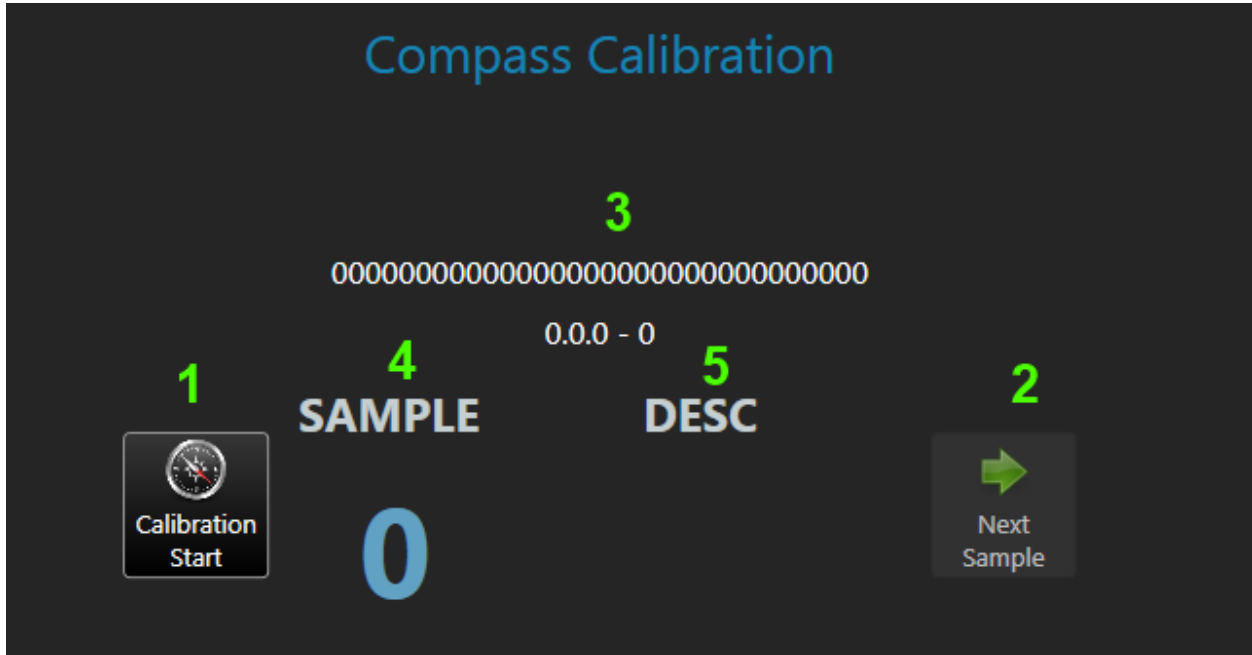 Compass Calibration
3
00000000000000000000000000000000
0.0.0 - 0
1
4
5
2
SAMPLE
DESC
Calibration
Start
0
Next
Sample